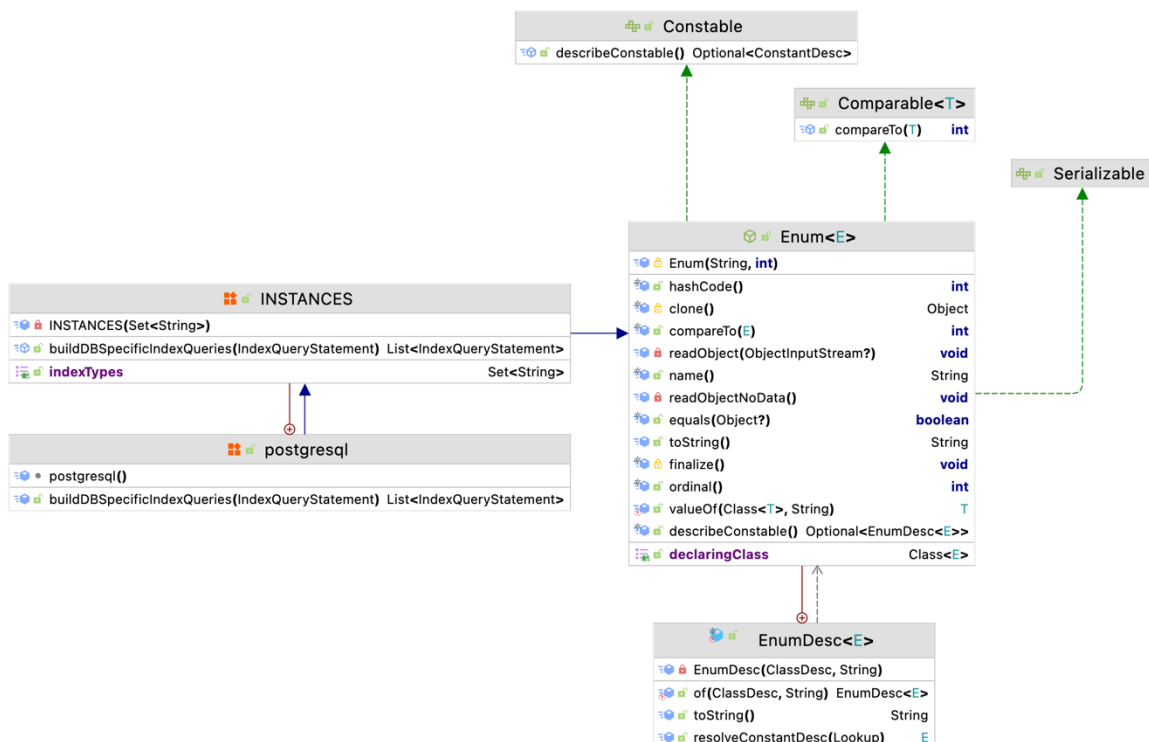 Constable
describeConstable() Optional<ConstantDesc>
Comparable<T>
compareTo(T) int
Serializable
Enum<E>
Enum(String, int)
hashCode() int
clone() Object
compareTo(E) int
readObject(ObjectInputStream?) void
name() String
readObjectNoData() void
equals(Object?) boolean
toString() String
finalize() void
ordinal() int
valueOf(Class<T>, String) T
describeConstable() Optional<EnumDesc<E>>
declaringClass Class<E>
INSTANCES
INSTANCES(Set<String>)
buildDBSpecificIndexQueries(IndexQueryStatement) List<IndexQueryStatement>
indexTypes Set<String>
postgresql
postgresql()
buildDBSpecificIndexQueries(IndexQueryStatement) List<IndexQueryStatement>
EnumDesc<E>
EnumDesc(ClassDesc, String)
of(ClassDesc, String) EnumDesc<E>
toString() String
resolveConstantDesc(Lookup) E